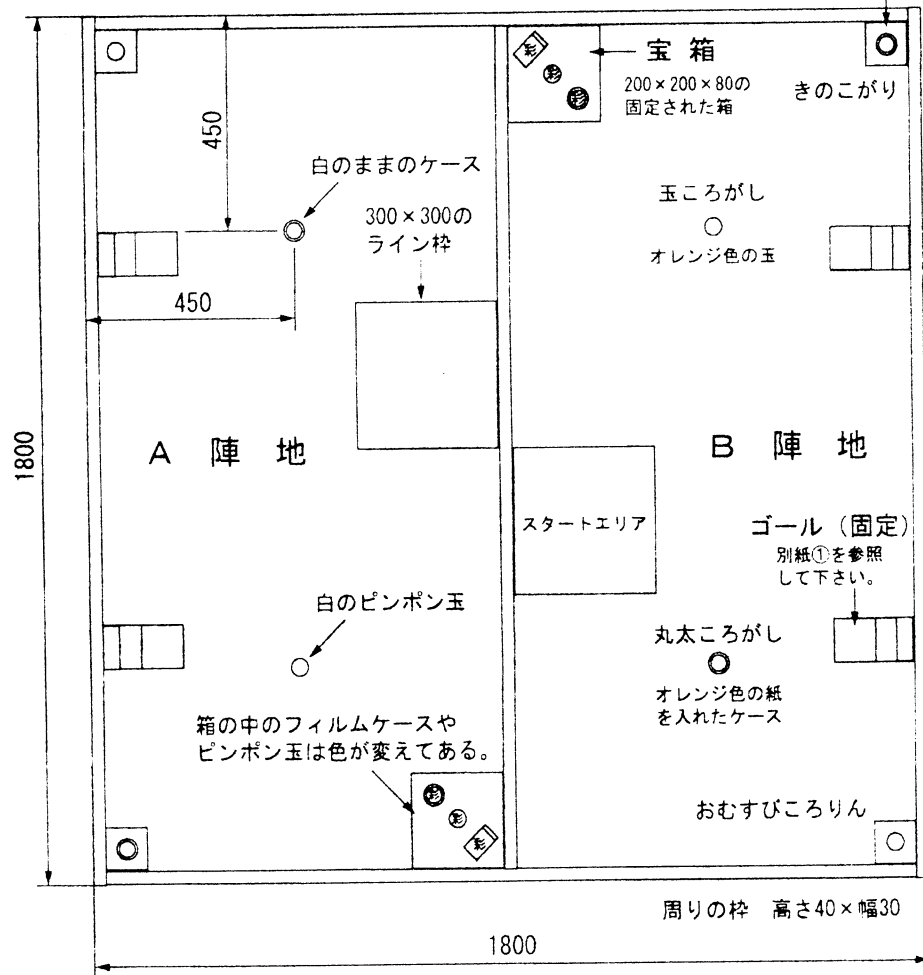 宝箱
200×200×80の
固定された箱
きのこがり
450
白のままのケース
300×300の
ライン枠
玉ころがし
オレンジ色の玉
450
1800
A 陣地
B 陣地
スタートエリア
ゴール（固定）
別紙①を参照
して下さい。
白のピンポン玉
丸太ころがし
オレンジ色の紙
を入れたケース
箱の中のフィルムケースや
ピンポン玉は色が変えてある。
おむすびころりん
周りの枠 高さ40×幅30
1800